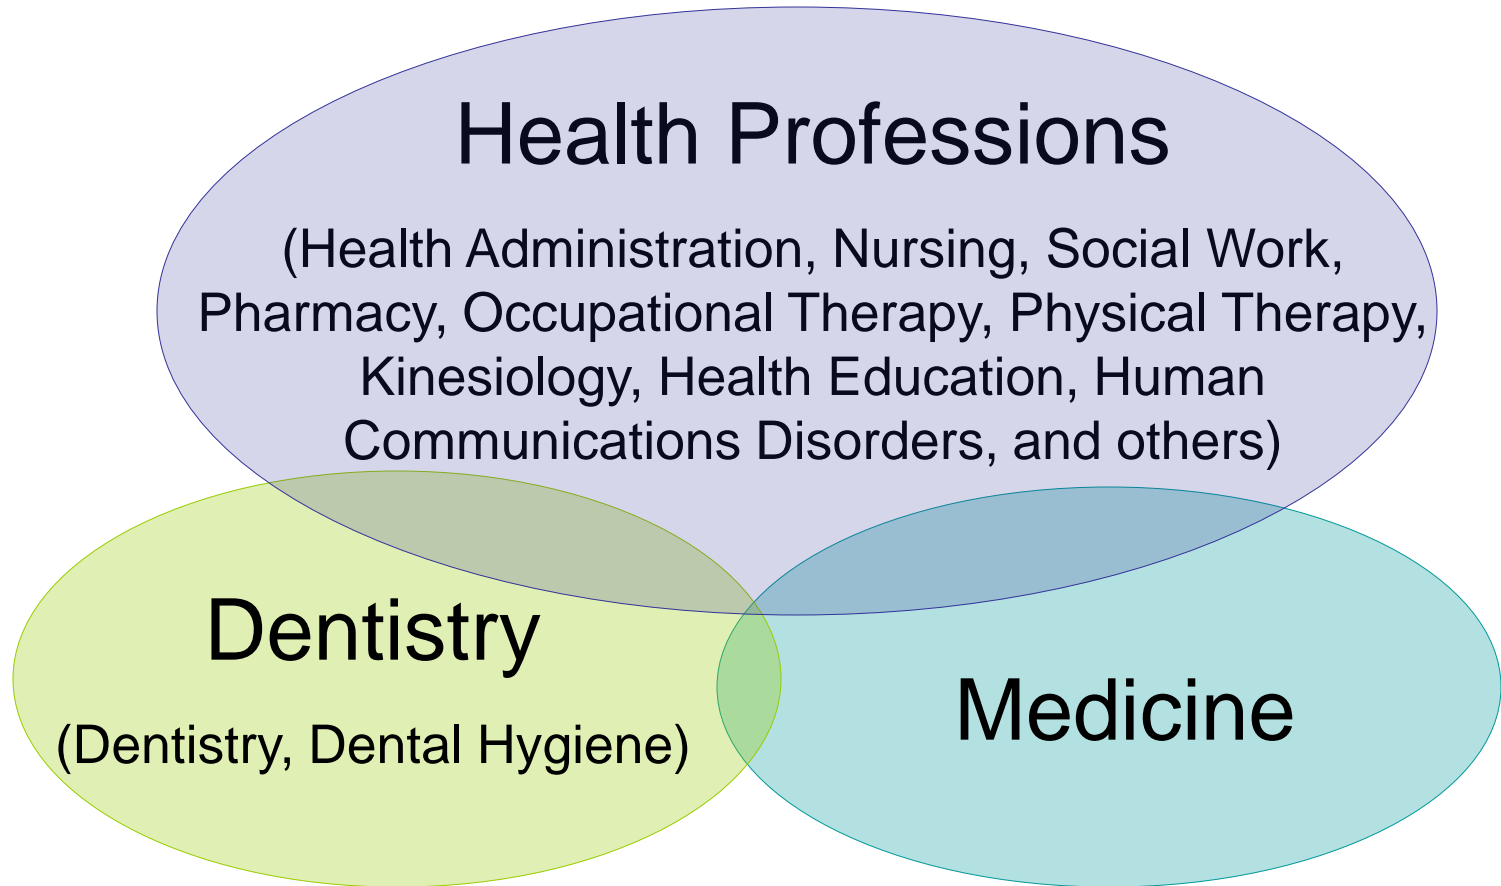 Health Professions
(Health Administration, Nursing, Social Work,
Pharmacy, Occupational Therapy, Physical Therapy,
Kinesiology, Health Education, Human
Communications Disorders, and others)
Dentistry
(Dentistry, Dental Hygiene)
Medicine